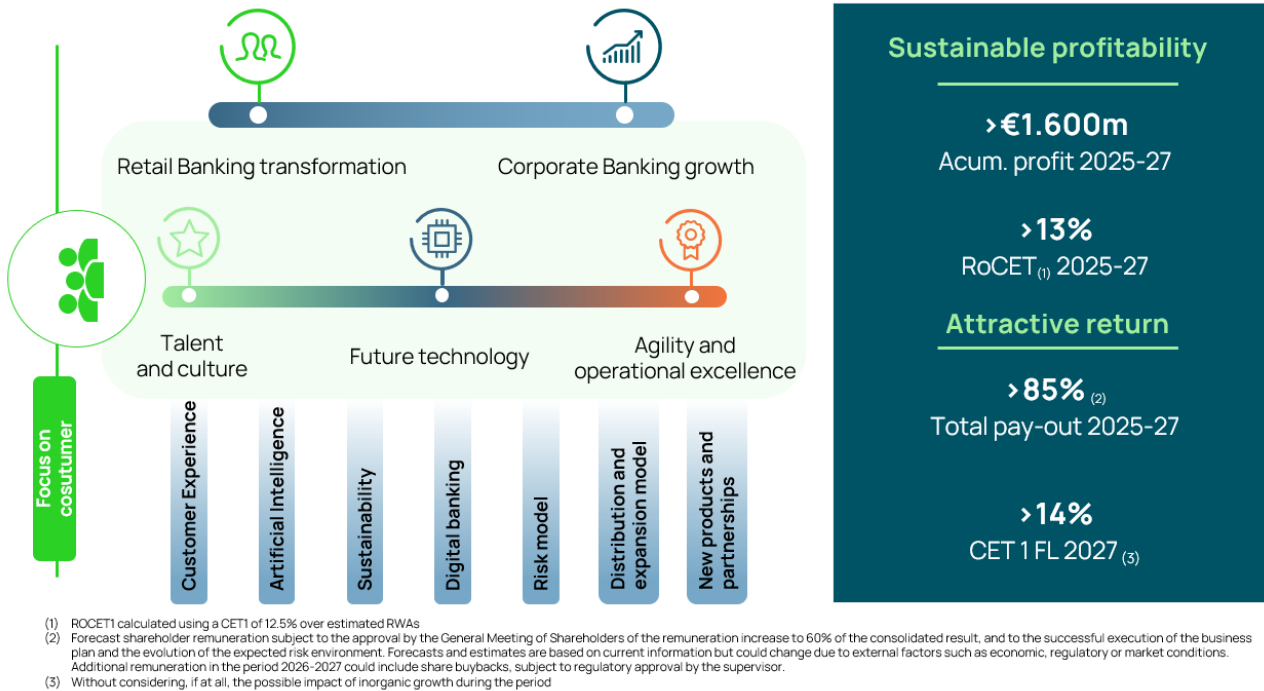 Retail Banking transformation
Corporate Banking growth
Talent
and culture
Future technology
Agility and
operational excellence
Focus on
cosutumer
Customer Experience
Artificial Intelligence
Sustainability
Digital banking
Risk model
Distribution and
expansion model
New products and
partnerships
Sustainable profitability
>€1.600m
Acum. profit 2025-27
>13%
RoCET(1) 2025-27
Attractive return
>85% (2)
Total pay-out 2025-27
>14%
CET 1 FL 2027 (3)
(1) ROCET1 calculated using a CET1 of 12.5% over estimated RWAs
(2) Forecast shareholder remuneration subject to the approval by the General Meeting of Shareholders of the remuneration increase to 60% of the consolidated result, and to the successful execution of the business
plan and the evolution of the expected risk environment. Forecasts and estimates are based on current information but could change due to external factors such as economic, regulatory or market conditions.
Additional remuneration in the period 2026-2027 could include share buybacks, subject to regulatory approval by the supervisor.
(3) Without considering, if at all, the possible impact of inorganic growth during the period